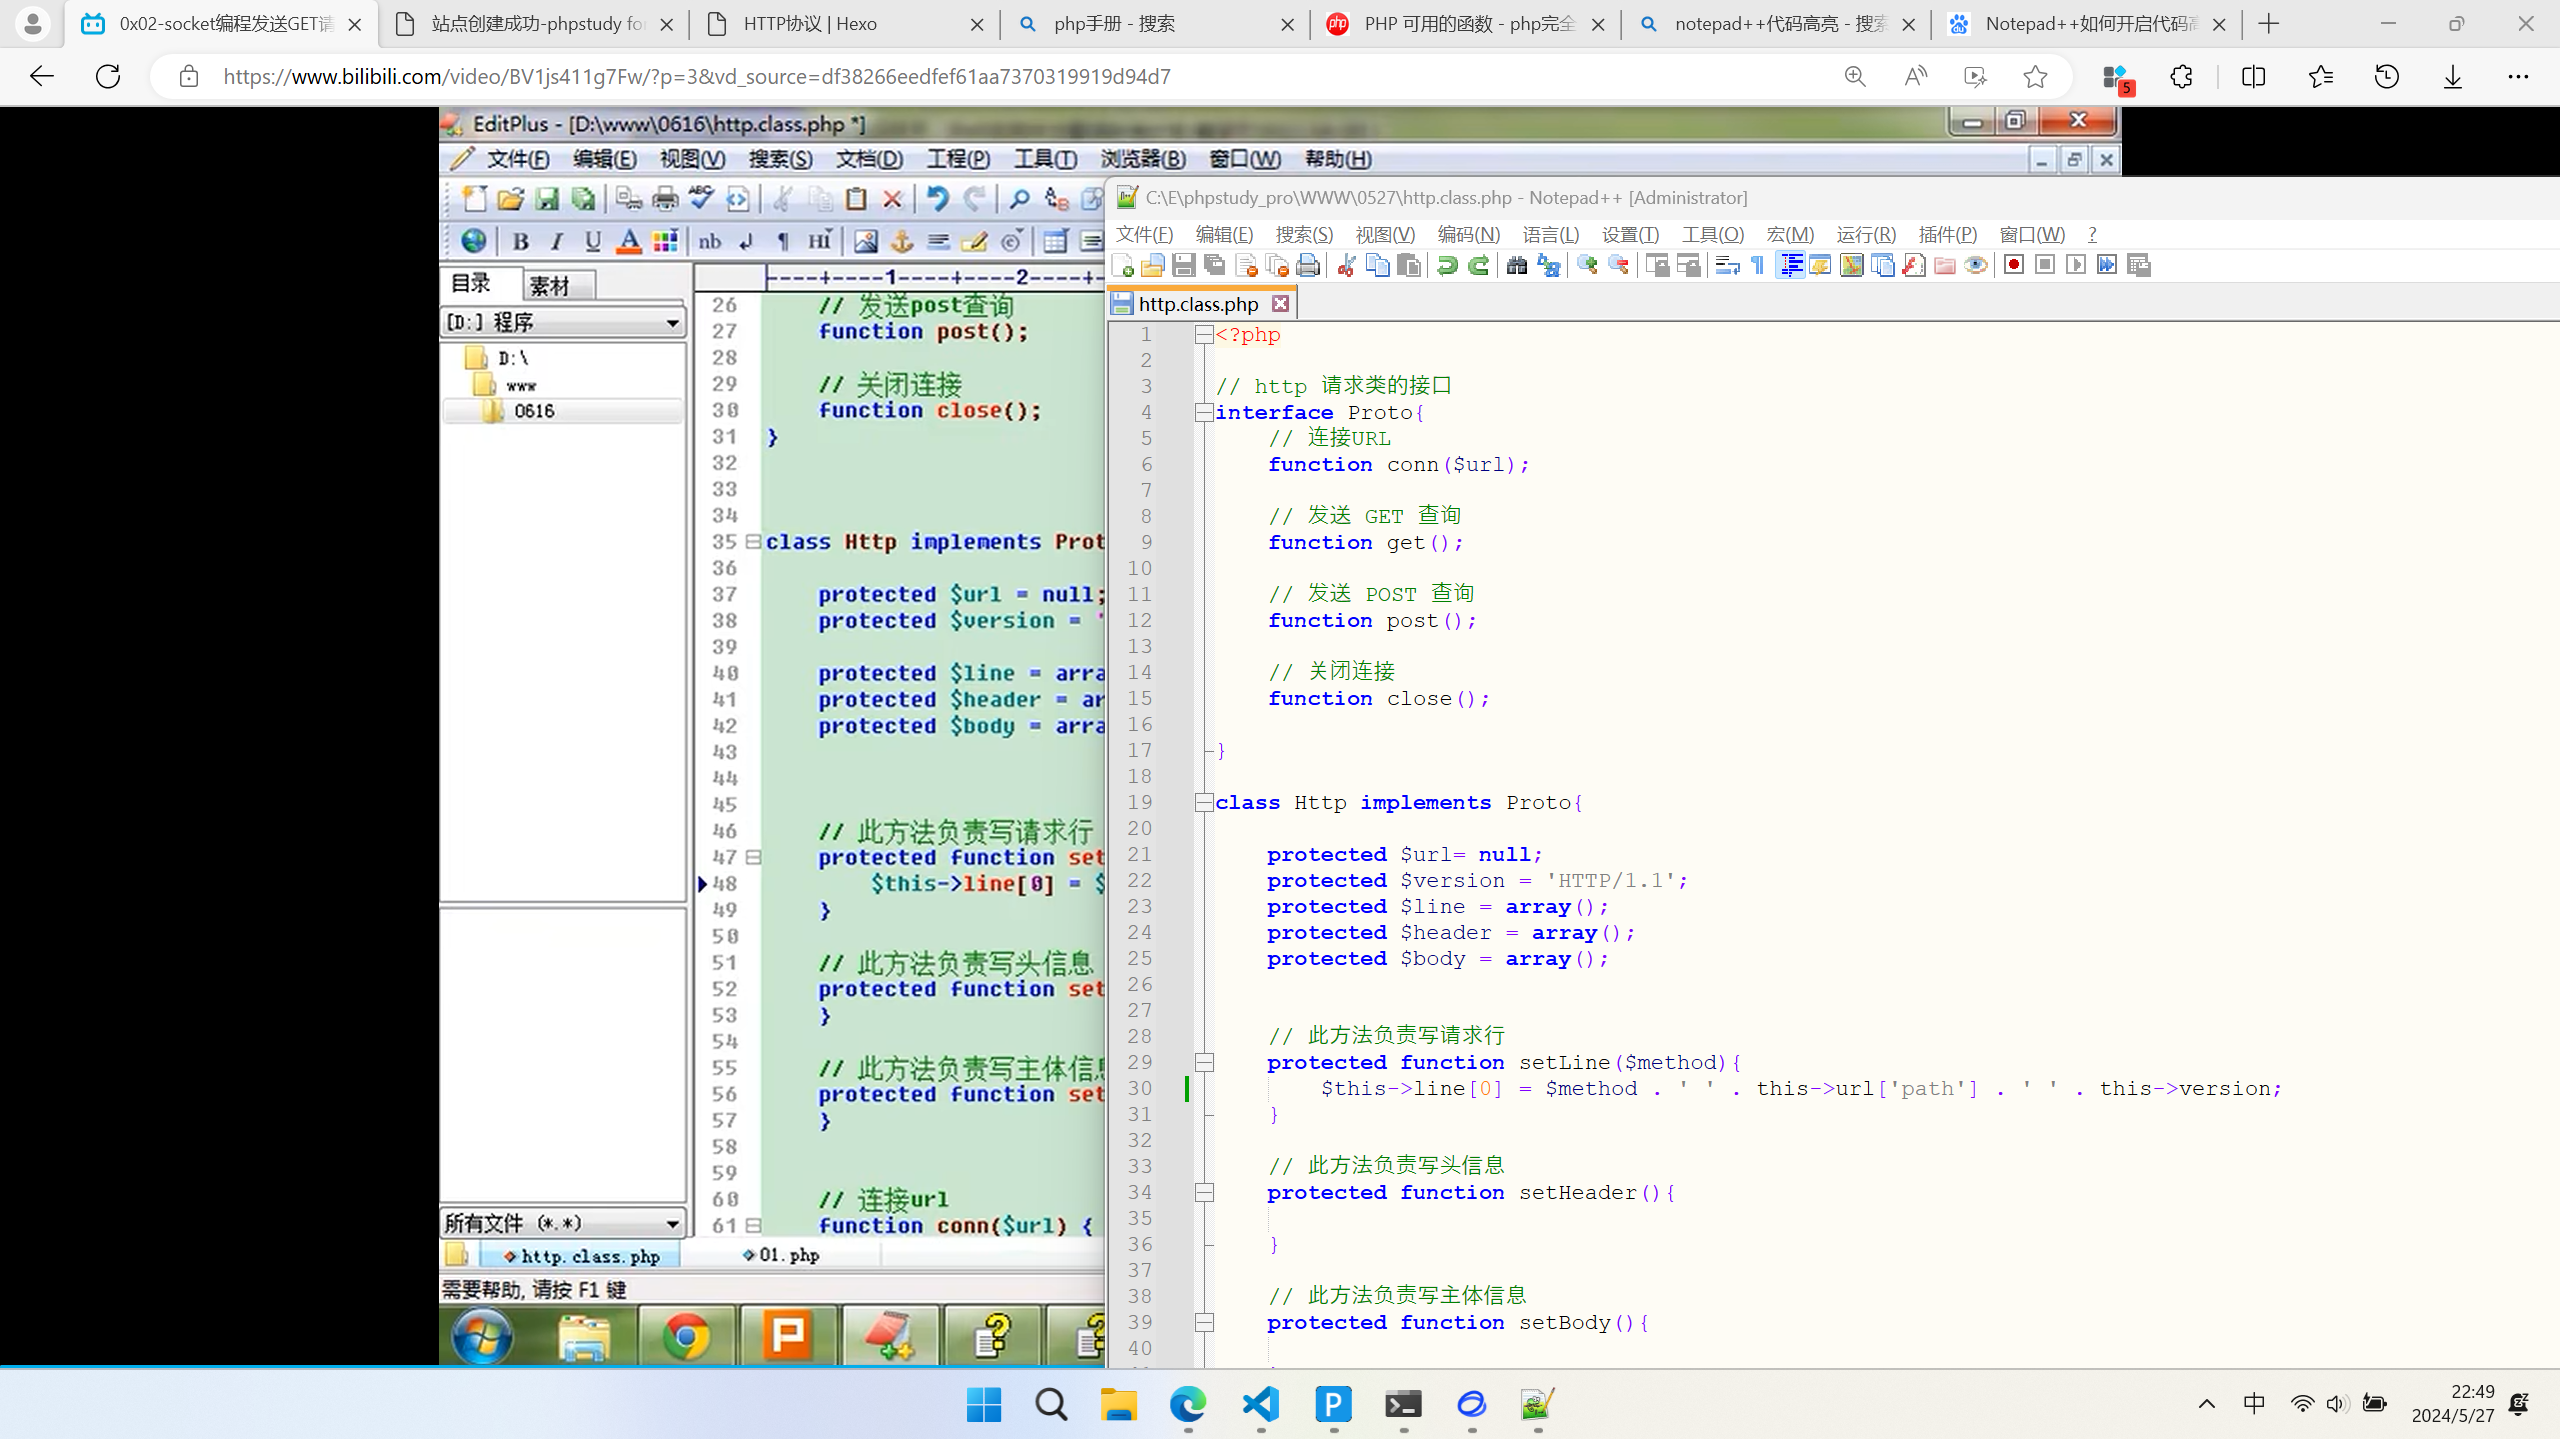 0x02-socket编程发送GET请
站点创建成功-phpstudy for
HTTP协议 | Hexo
php手册 - 搜索
PHP 可用的函数 - php完全
notepad++代码高亮 - 搜索
Notepad++如何开启代码高
https://www.bilibili.com/video/BV1js411g7Fw/?p=3&vd_source=df38266eedfef61aa7370319919d94d7
5
EditPlus - [D:\www\0616\http.class.php *]
文件(F) 编辑(E) 视图(V) 搜索(S) 文档(D) 工程(P) 工具(T) 浏览器(B) 窗口(W) 帮助(H)
B I U A nb ¶ HI
目录 素材
[D:] 程序
D:\
www
0616
所有文件 (*.*)
----+----1----+----2----+-
26 // 发送post查询
27 function post();
28
29 // 关闭连接
30 function close();
31 }
32
33
34
35 class Http implements Prot
36
37 protected $url = null;
38 protected $version = '
39
40 protected $line = arra
41 protected $header = ar
42 protected $body = arra
43
44
45
46 // 此方法负责写请求行
47 protected function set
48 $this->line[0] = $
49 }
50
51 // 此方法负责写头信息
52 protected function set
53 }
54
55 // 此方法负责写主体信息
56 protected function set
57 }
58
59
60 // 连接url
61 function conn($url) {
http.class.php 01.php
需要帮助, 请按 F1 键
C:\E\phpstudy_pro\WWW\0527\http.class.php - Notepad++ [Administrator]
文件(F) 编辑(E) 搜索(S) 视图(V) 编码(N) 语言(L) 设置(T) 工具(O) 宏(M) 运行(R) 插件(P) 窗口(W) ?
http.class.php
1 <?php
2
3 // http 请求类的接口
4 interface Proto{
5 // 连接URL
6 function conn($url);
7
8 // 发送 GET 查询
9 function get();
10
11 // 发送 POST 查询
12 function post();
13
14 // 关闭连接
15 function close();
16
17 }
18
19 class Http implements Proto{
20
21 protected $url= null;
22 protected $version = 'HTTP/1.1';
23 protected $line = array();
24 protected $header = array();
25 protected $body = array();
26
27
28 // 此方法负责写请求行
29 protected function setLine($method){
30 $this->line[0] = $method . ' ' . this->url['path'] . ' ' . this->version;
31 }
32
33 // 此方法负责写头信息
34 protected function setHeader(){
35
36 }
37
38 // 此方法负责写主体信息
39 protected function setBody(){
40
中
22:49
2024/5/27